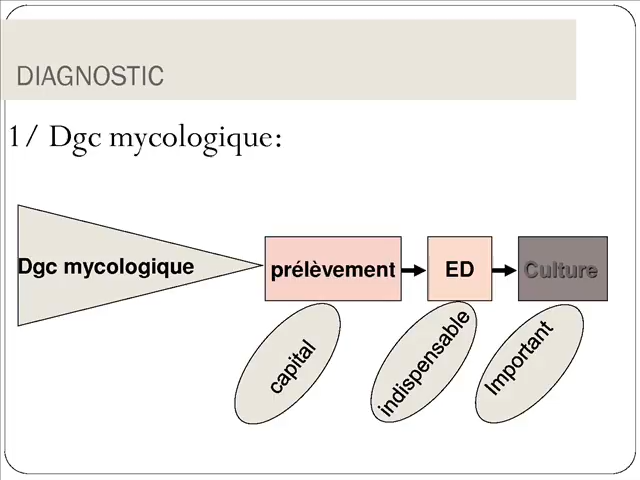 DIAGNOSTIC
1/ Dgc mycologique:
Dgc mycologique
prélèvement
ED
Culture
capital
indispensable
Important